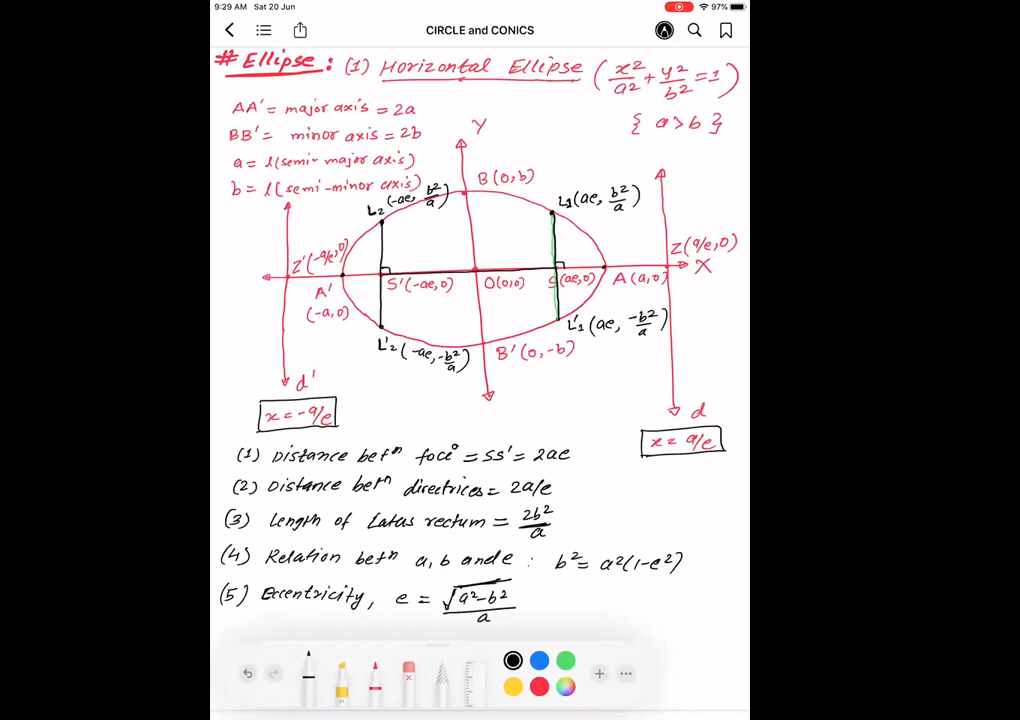 9:29 AM Sat 20 Jun 97%
CIRCLE and CONICS
# Ellipse: (1) Horizontal Ellipse (x²/a² + y²/b² = 1)
{ a > b }
AA' = major axis = 2a
BB' = minor axis = 2b
a = l(semi-major axis)
b = l(semi-minor axis)
Y
B(0,b)
L₂ (-ae, b²/a)
L₁(ae, b²/a)
Z'(-a/e,0)
Z(a/e,0)
X
A'
(-a,0)
S'(-ae,0)
O(0,0)
S(ae,0)
A(a,0)
L'₁(ae, -b²/a)
L'₂(-ae, -b²/a)
B'(0,-b)
d'
x = -a/e
d
x = a/e
(1) Distance betⁿ foci = SS' = 2ae
(2) Distance betⁿ directrices = 2a/e
(3) Length of Latus rectum = 2b²/a
(4) Relation betⁿ a, b and e : b² = a²(1-e²)
(5) Eccentricity, e = √(a²-b²)/a